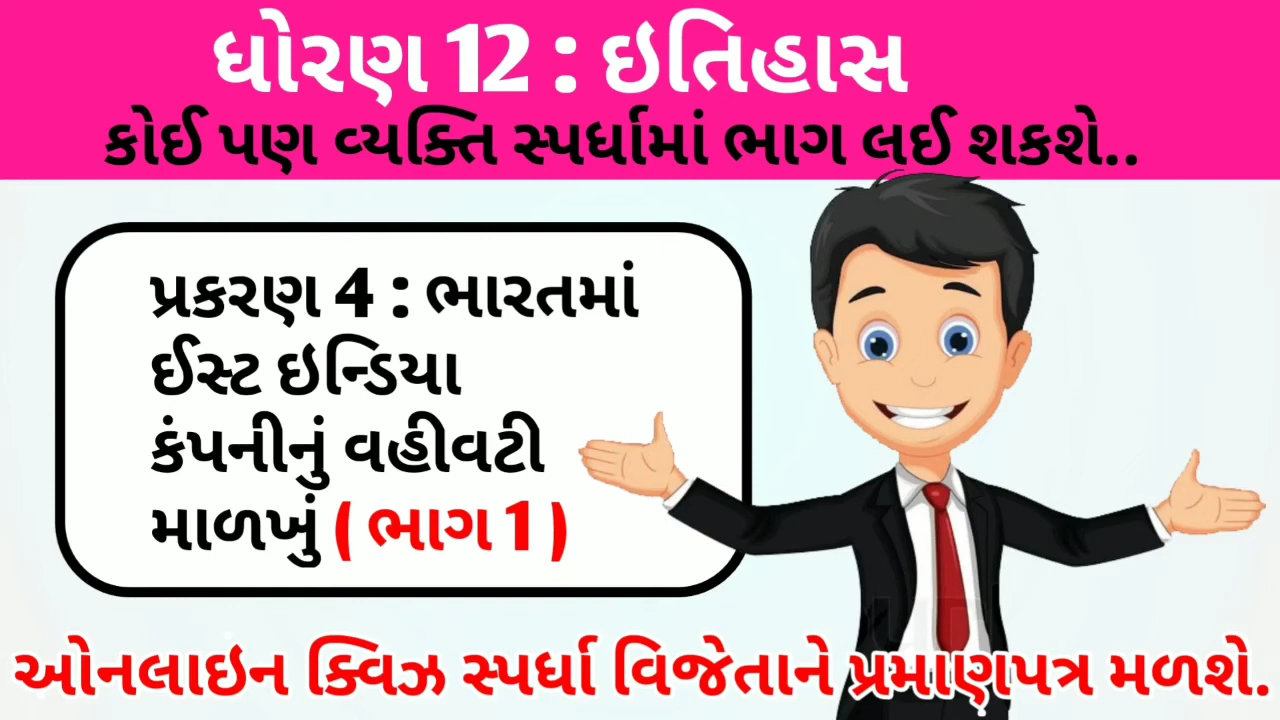 ધોરણ 12 : ઇતિહાસ
કોઈ પણ વ્યક્તિ સ્પર્ધામાં ભાગ લઈ શકશે..
પ્રકરણ 4 : ભારતમાં
ઈસ્ટ ઇન્ડિયા
કંપનીનું વહીવટી
માળખું ( ભાગ 1 )
ઓનલાઇન ક્વિઝ સ્પર્ધા વિજેતાને પ્રમાણપત્ર મળશે.